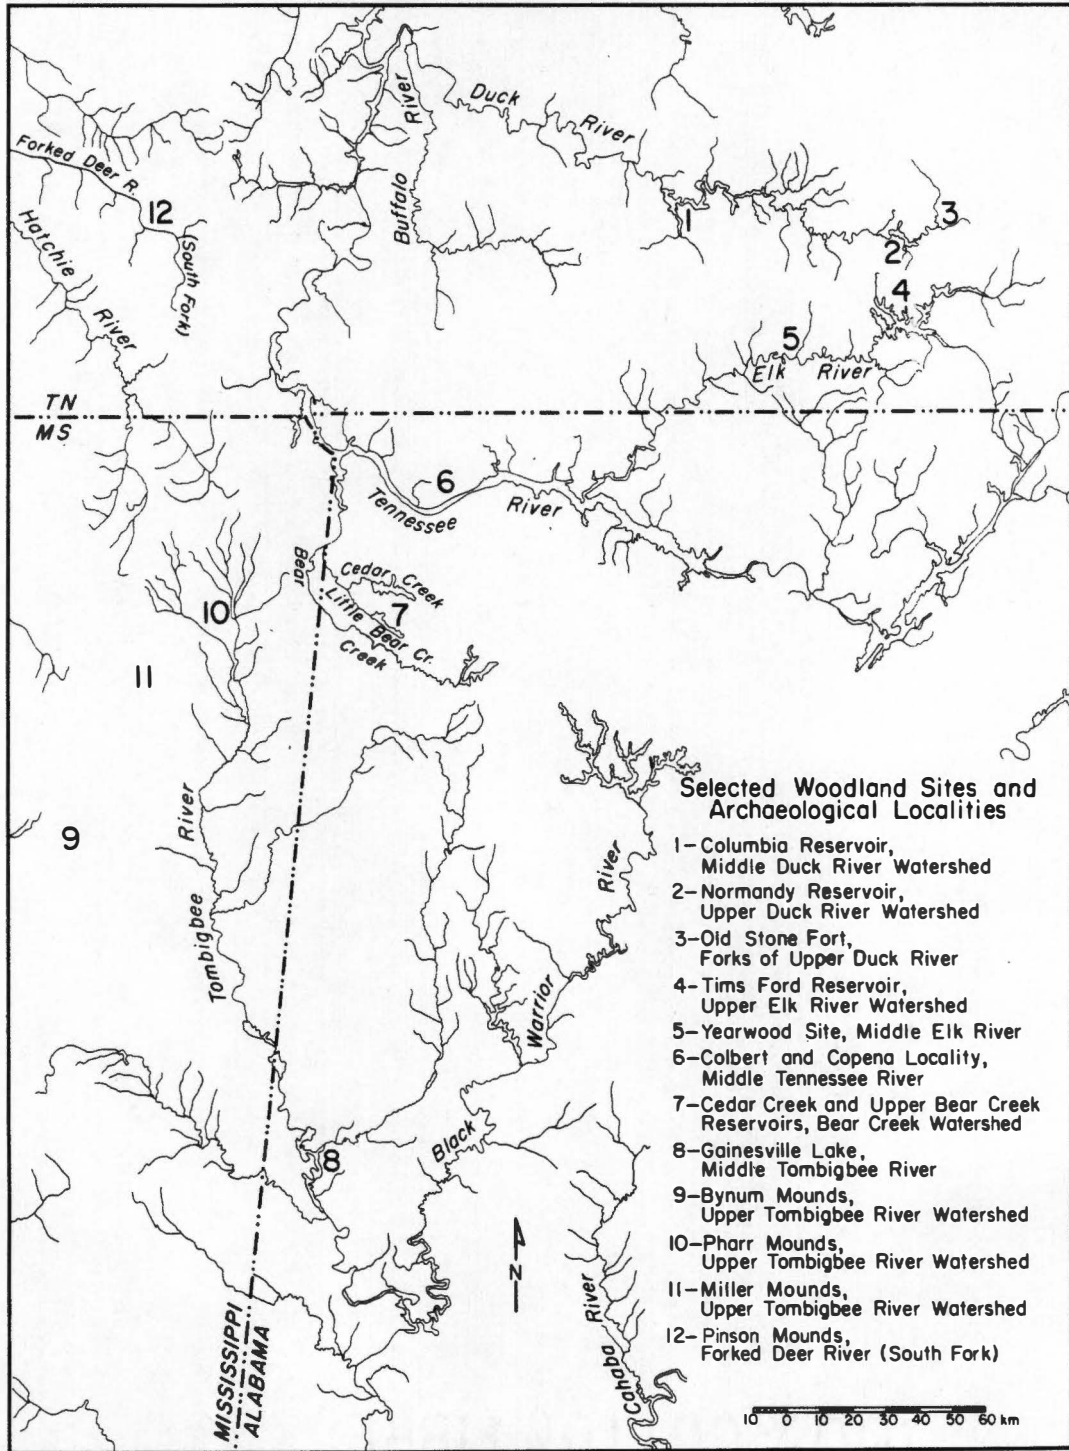 Duck
River
River
Buffalo
Forked Deer R.
12
(South Fork)
Hatchie
River
1
2
3
4
5
Elk River
TN
MS
6
Tennessee
River
Bear
Cedar Creek
Little Bear Cr.
Creek
7
10
11
9
River
Tombigbee
River
Warrior
Black
8
N
River
Cahaba
MISSISSIPPI
ALABAMA
Selected Woodland Sites and
Archaeological Localities
1-Columbia Reservoir,
Middle Duck River Watershed
2-Normandy Reservoir,
Upper Duck River Watershed
3-Old Stone Fort,
Forks of Upper Duck River
4-Tims Ford Reservoir,
Upper Elk River Watershed
5-Yearwood Site, Middle Elk River
6-Colbert and Copena Locality,
Middle Tennessee River
7-Cedar Creek and Upper Bear Creek
Reservoirs, Bear Creek Watershed
8-Gainesville Lake,
Middle Tombigbee River
9-Bynum Mounds,
Upper Tombigbee River Watershed
10-Pharr Mounds,
Upper Tombigbee River Watershed
11-Miller Mounds,
Upper Tombigbee River Watershed
12-Pinson Mounds,
Forked Deer River (South Fork)
10 0 10 20 30 40 50 60 km